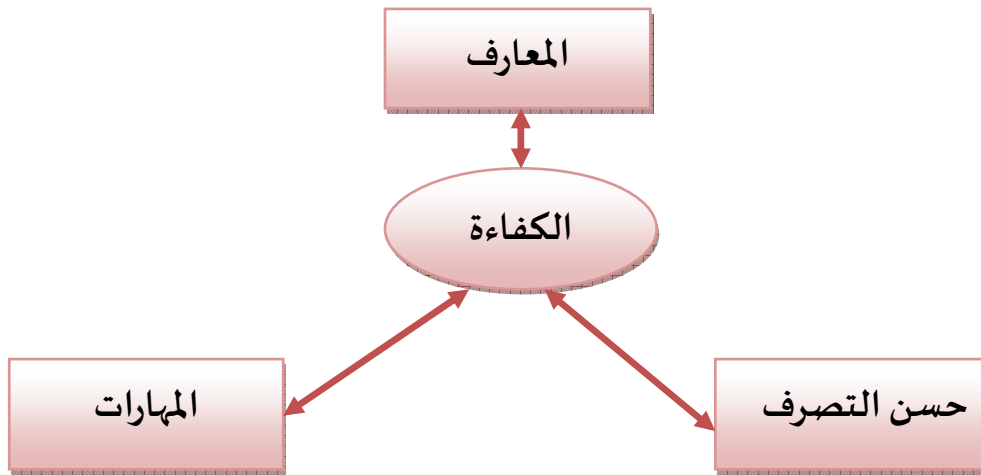 المعارف
الكفاءة
حسن التصرف
المهارات